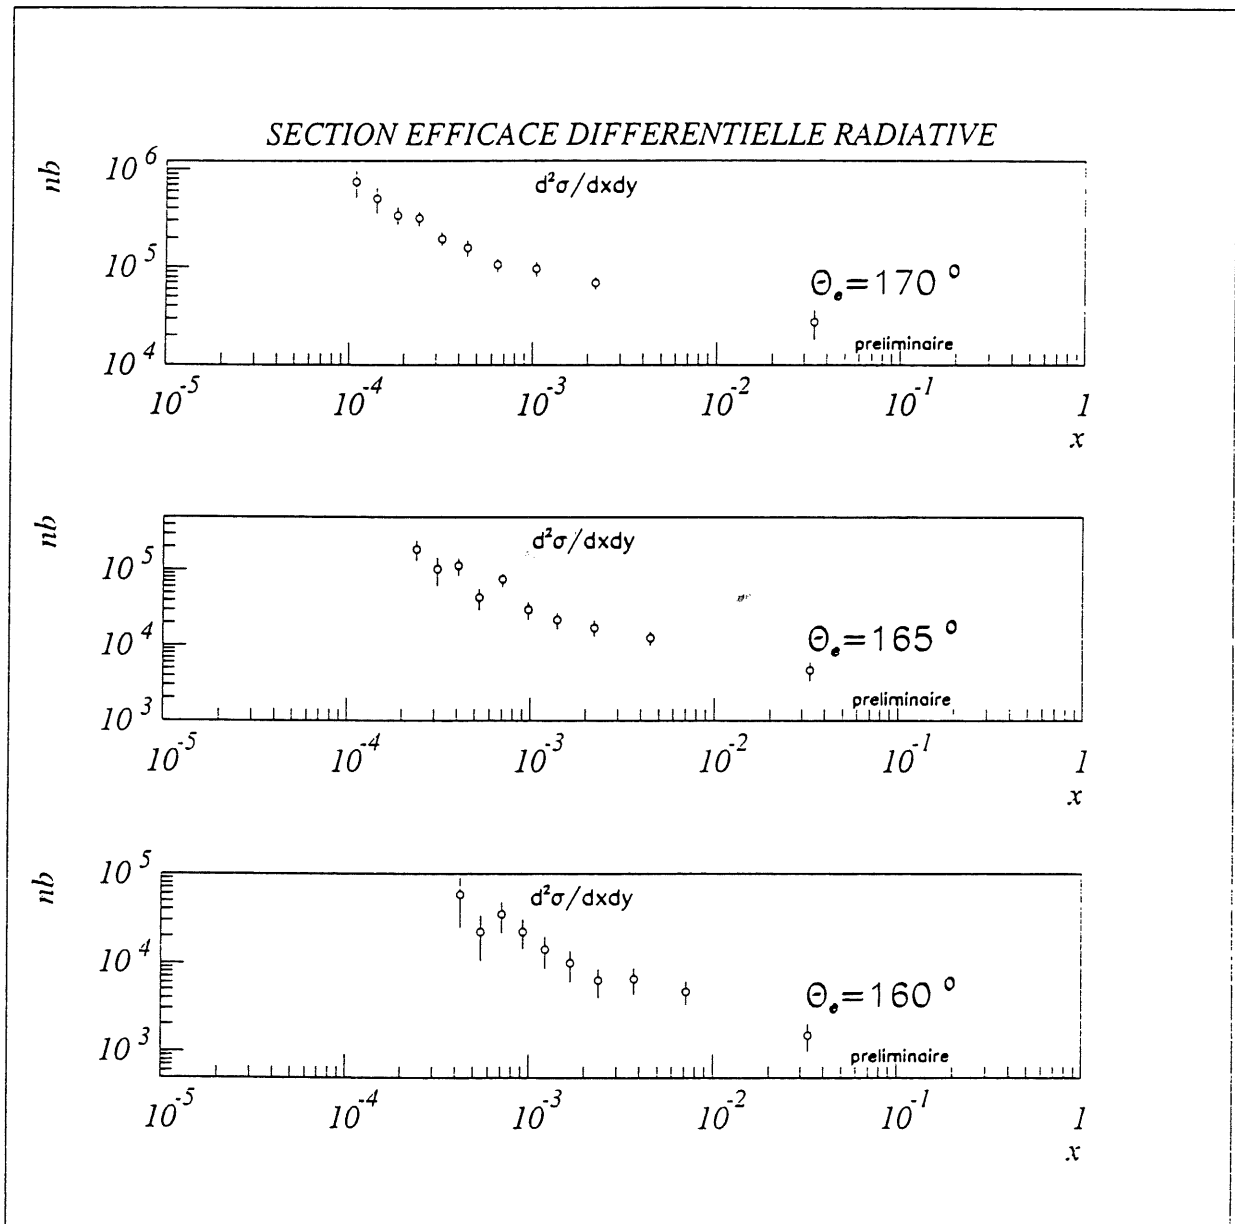 SECTION EFFICACE DIFFERENTIELLE RADIATIVE
nb
d²σ/dxdy
10^6
10^5
10^4
Θe=170°
preliminaire
10^-5 10^-4 10^-3 10^-2 10^-1 1
x
nb
d²σ/dxdy
10^5
10^4
10^3
Θe=165°
preliminaire
10^-5 10^-4 10^-3 10^-2 10^-1 1
x
nb
d²σ/dxdy
10^5
10^4
10^3
Θe=160°
preliminaire
10^-5 10^-4 10^-3 10^-2 10^-1 1
x